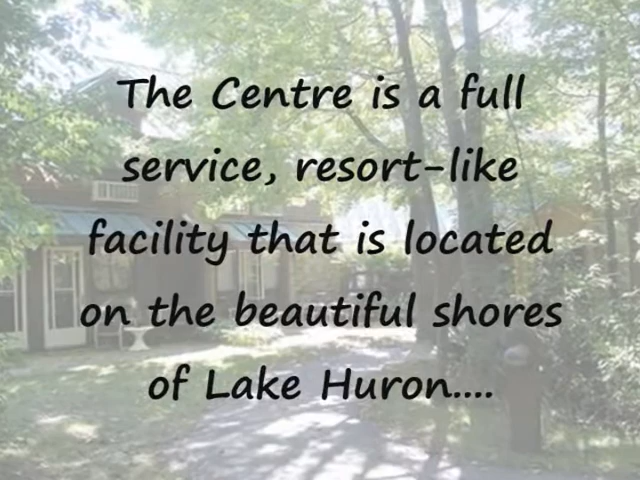 The Centre is a full
service, resort-like
facility that is located
on the beautiful shores
of Lake Huron....